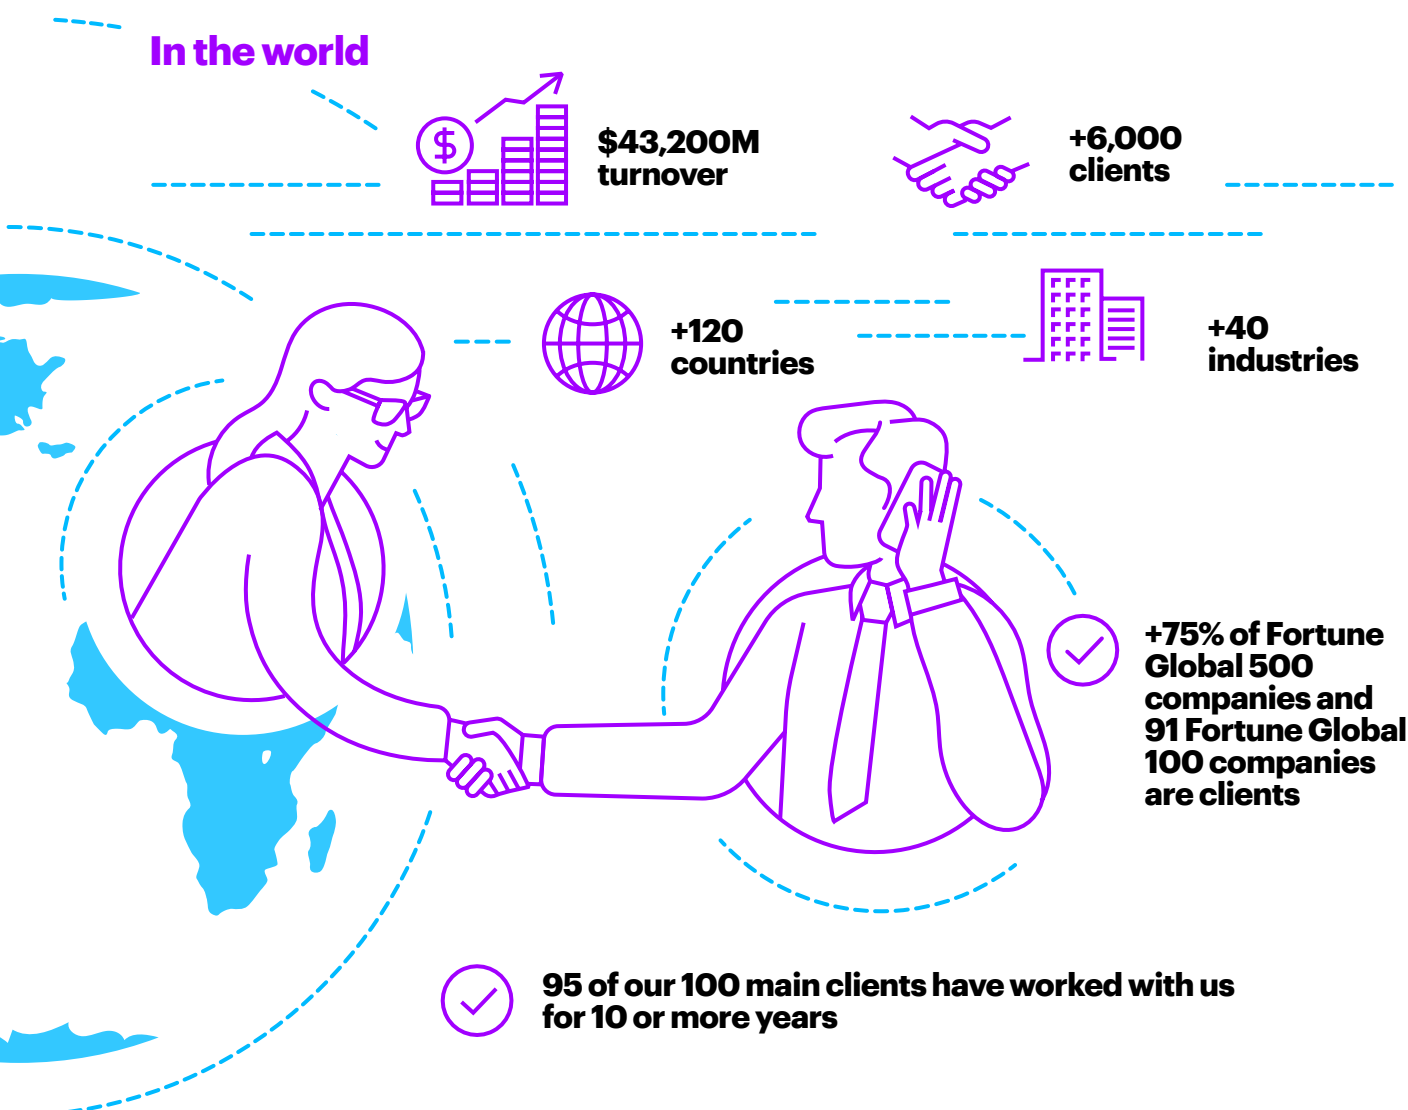 In the world
$43,200M
turnover
+6,000
clients
+120
countries
+40
industries
+75% of Fortune
Global 500
companies and
91 Fortune Global
100 companies
are clients
95 of our 100 main clients have worked with us
for 10 or more years